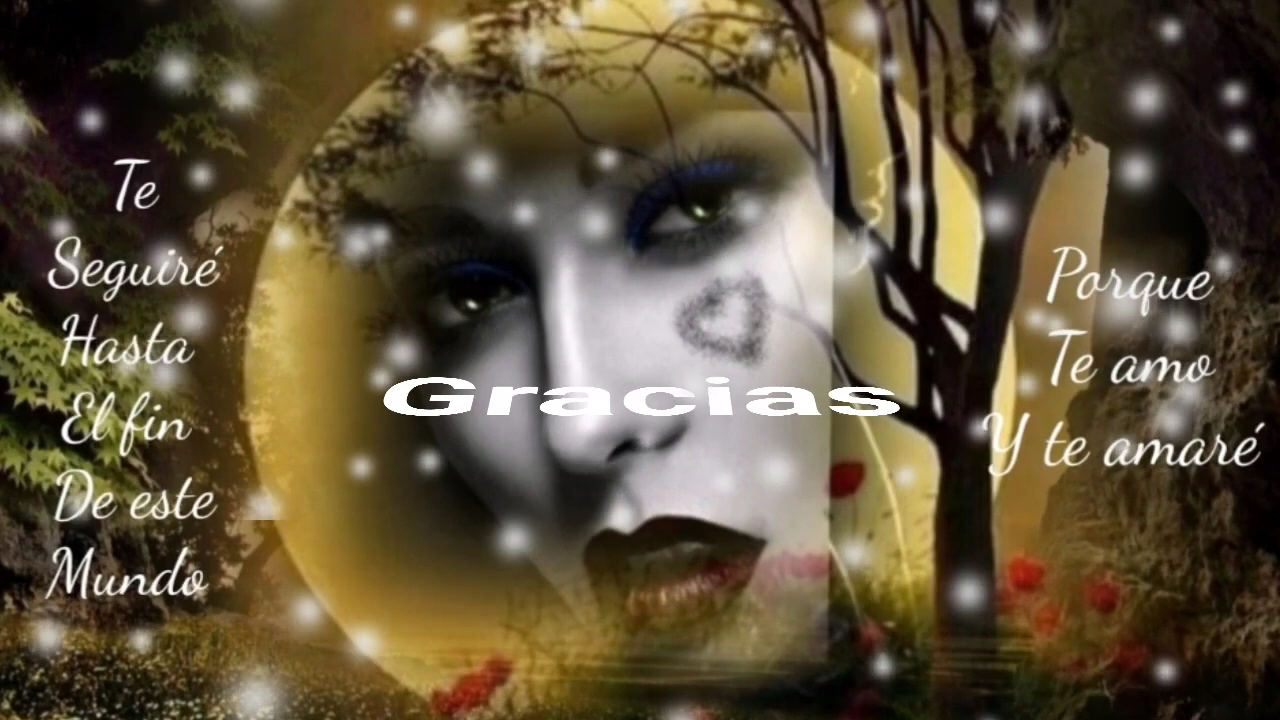 Te
Seguiré
Hasta
El fin
De este
Mundo
Gracias
Porque
Te amo
Y te amaré